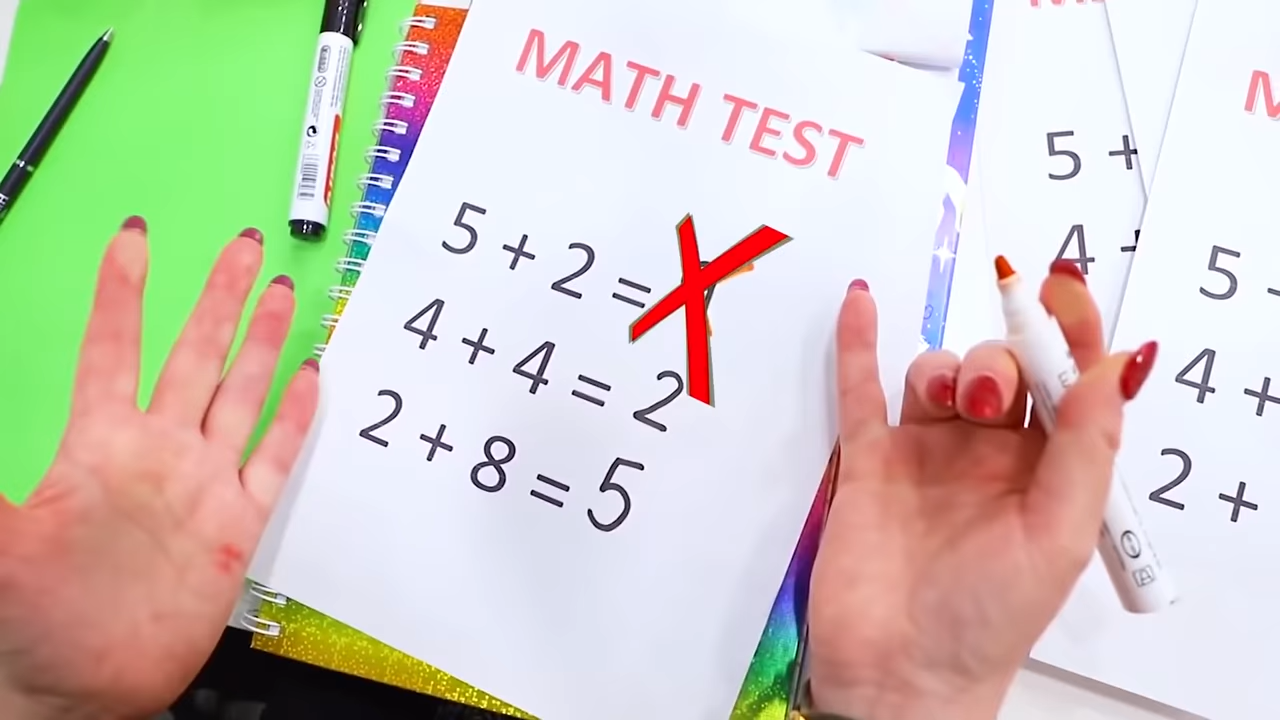 MATH TEST
5 + 2 =
4 + 4 = 2
2 + 8 = 5
5 +
4
5
4 +
2 +